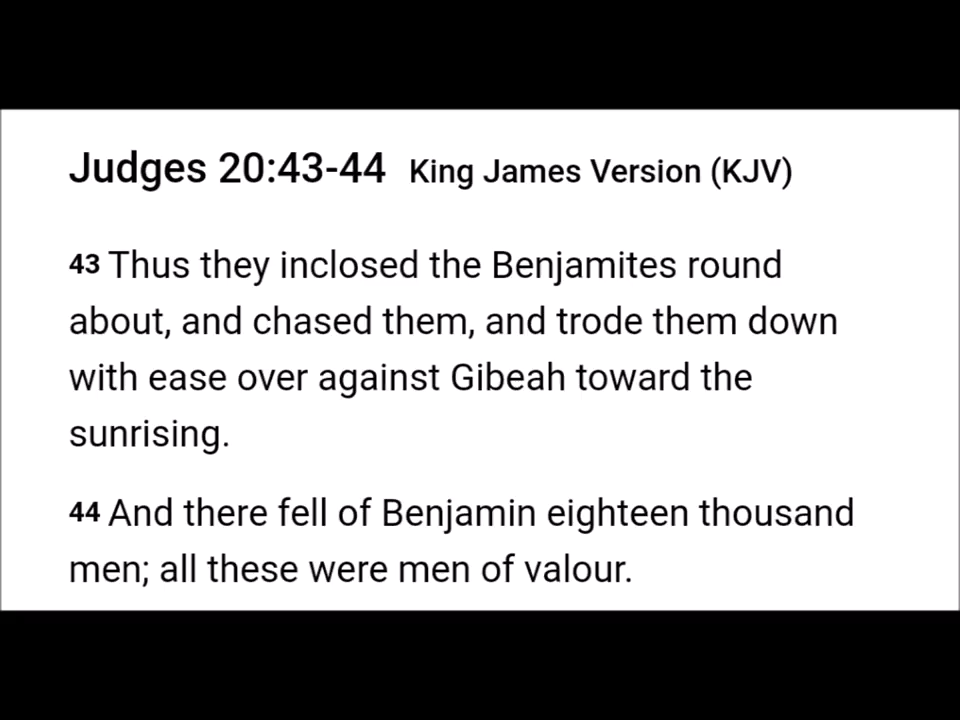 Judges 20:43-44 King James Version (KJV)
43 Thus they inclosed the Benjamites round
about, and chased them, and trode them down
with ease over against Gibeah toward the
sunrising.
44 And there fell of Benjamin eighteen thousand
men; all these were men of valour.